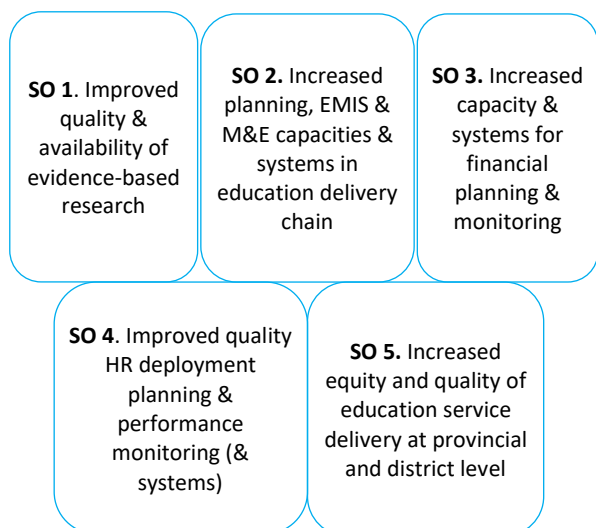 SO 1. Improved
quality &
availability of
evidence-based
research
SO 2. Increased
planning, EMIS &
M&E capacities &
systems in
education delivery
chain
SO 3. Increased
capacity &
systems for
financial
planning &
monitoring
SO 4. Improved quality
HR deployment
planning &
performance
monitoring (&
systems)
SO 5. Increased
equity and quality of
education service
delivery at provincial
and district level